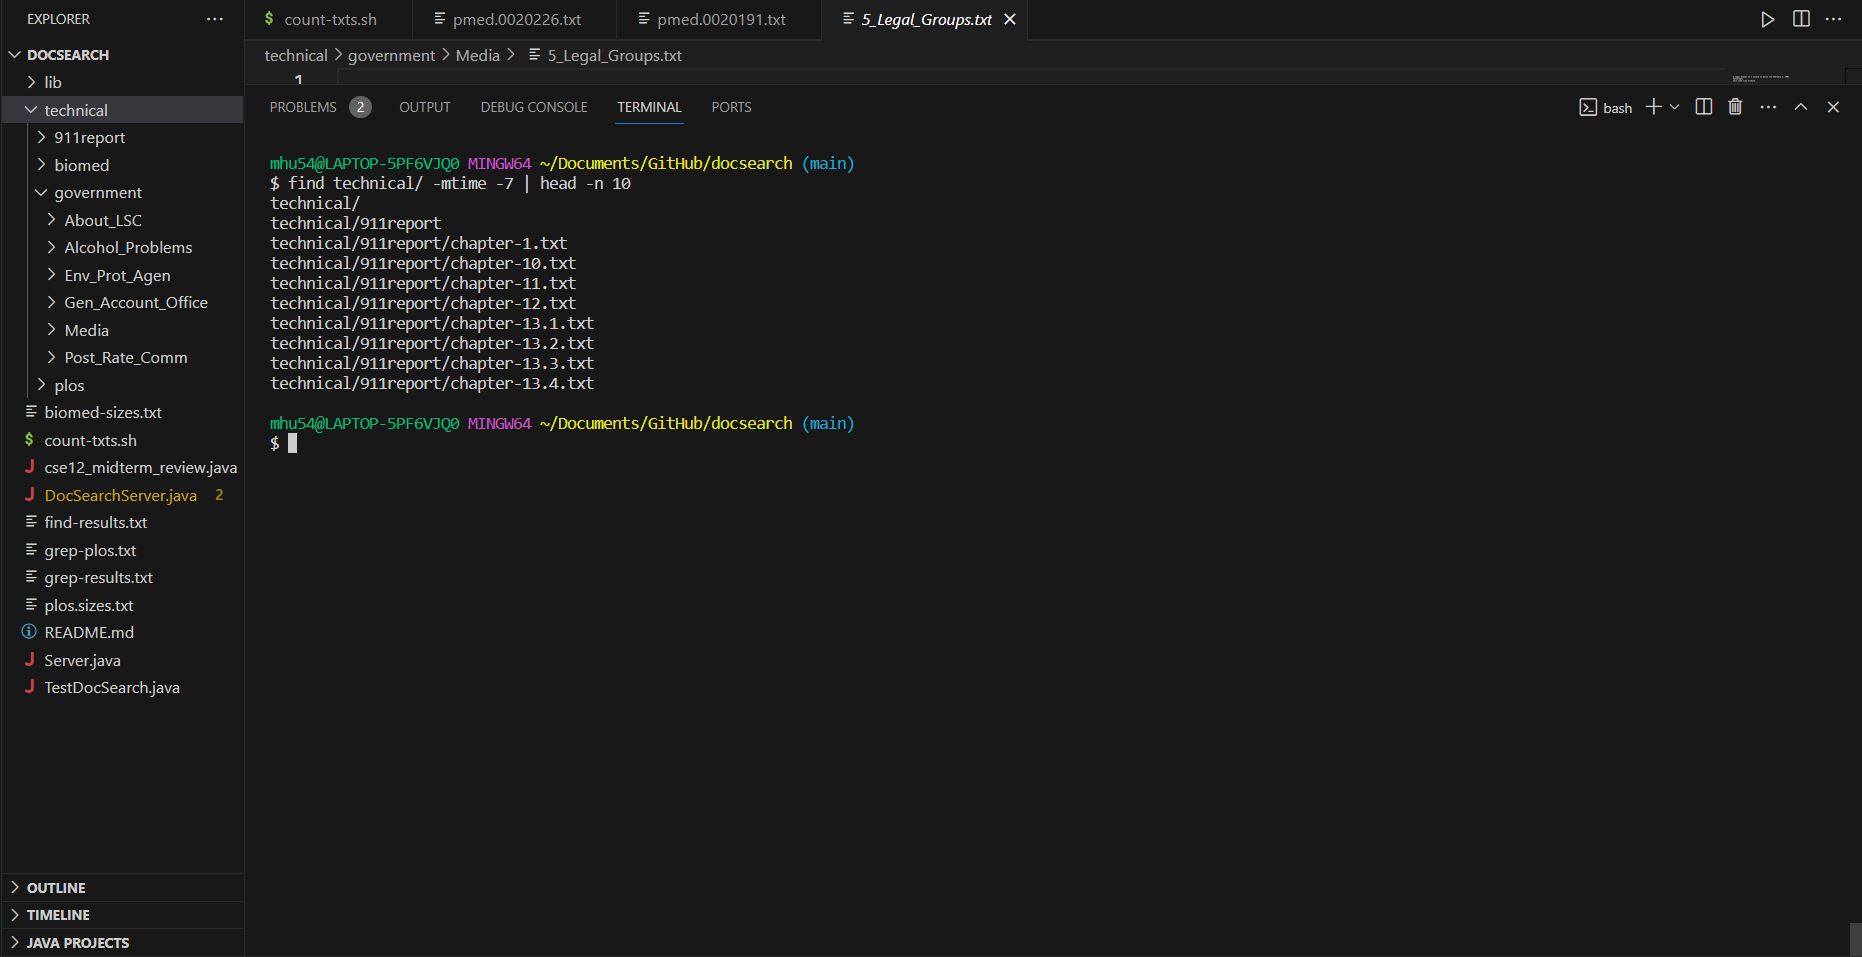 EXPLORER
DOCSEARCH
lib
technical
911report
biomed
government
About_LSC
Alcohol_Problems
Env_Prot_Agen
Gen_Account_Office
Media
Post_Rate_Comm
plos
biomed-sizes.txt
$ count-txts.sh
J cse12_midterm_review.java
J DocSearchServer.java 2
find-results.txt
grep-plos.txt
grep-results.txt
plos.sizes.txt
README.md
J Server.java
J TestDocSearch.java
OUTLINE
TIMELINE
JAVA PROJECTS
$ count-txts.sh pmed.0020226.txt pmed.0020191.txt 5_Legal_Groups.txt
technical > government > Media > 5_Legal_Groups.txt
1
PROBLEMS 2 OUTPUT DEBUG CONSOLE TERMINAL PORTS bash
mhu54@LAPTOP-5PF6VJQ0 MINGW64 ~/Documents/GitHub/docsearch (main)
$ find technical/ -mtime -7 | head -n 10
technical/
technical/911report
technical/911report/chapter-1.txt
technical/911report/chapter-10.txt
technical/911report/chapter-11.txt
technical/911report/chapter-12.txt
technical/911report/chapter-13.1.txt
technical/911report/chapter-13.2.txt
technical/911report/chapter-13.3.txt
technical/911report/chapter-13.4.txt
mhu54@LAPTOP-5PF6VJQ0 MINGW64 ~/Documents/GitHub/docsearch (main)
$